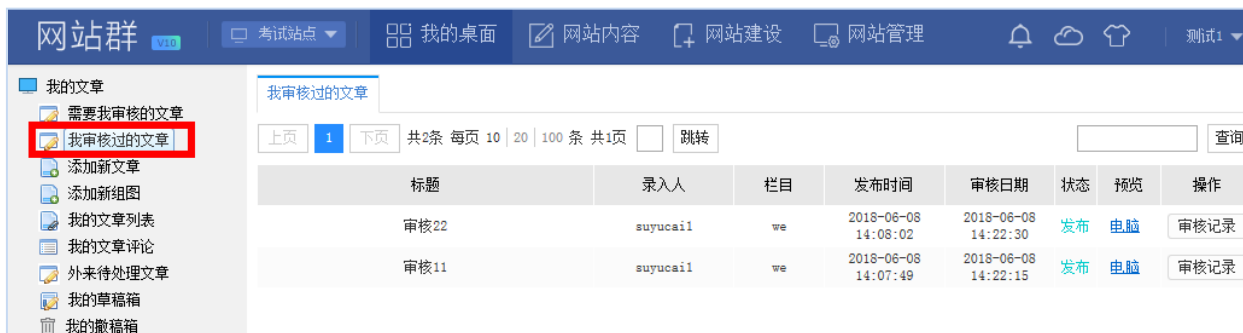 网站群 V10 考试站点 我的桌面 网站内容 网站建设 网站管理 测试1
我的文章
需要我审核的文章
我审核过的文章
添加新文章
添加新组图
我的文章列表
我的文章评论
外来待处理文章
我的草稿箱
我的撤稿箱
我审核过的文章
上页 1 下页 共2条 每页 10 | 20 | 100 条 共1页 跳转 查询
标题 录入人 栏目 发布时间 审核日期 状态 预览 操作
审核22 suyucai1 we 2018-06-08 14:08:02 2018-06-08 14:22:30 发布 电脑 审核记录
审核11 suyucai1 we 2018-06-08 14:07:49 2018-06-08 14:22:15 发布 电脑 审核记录